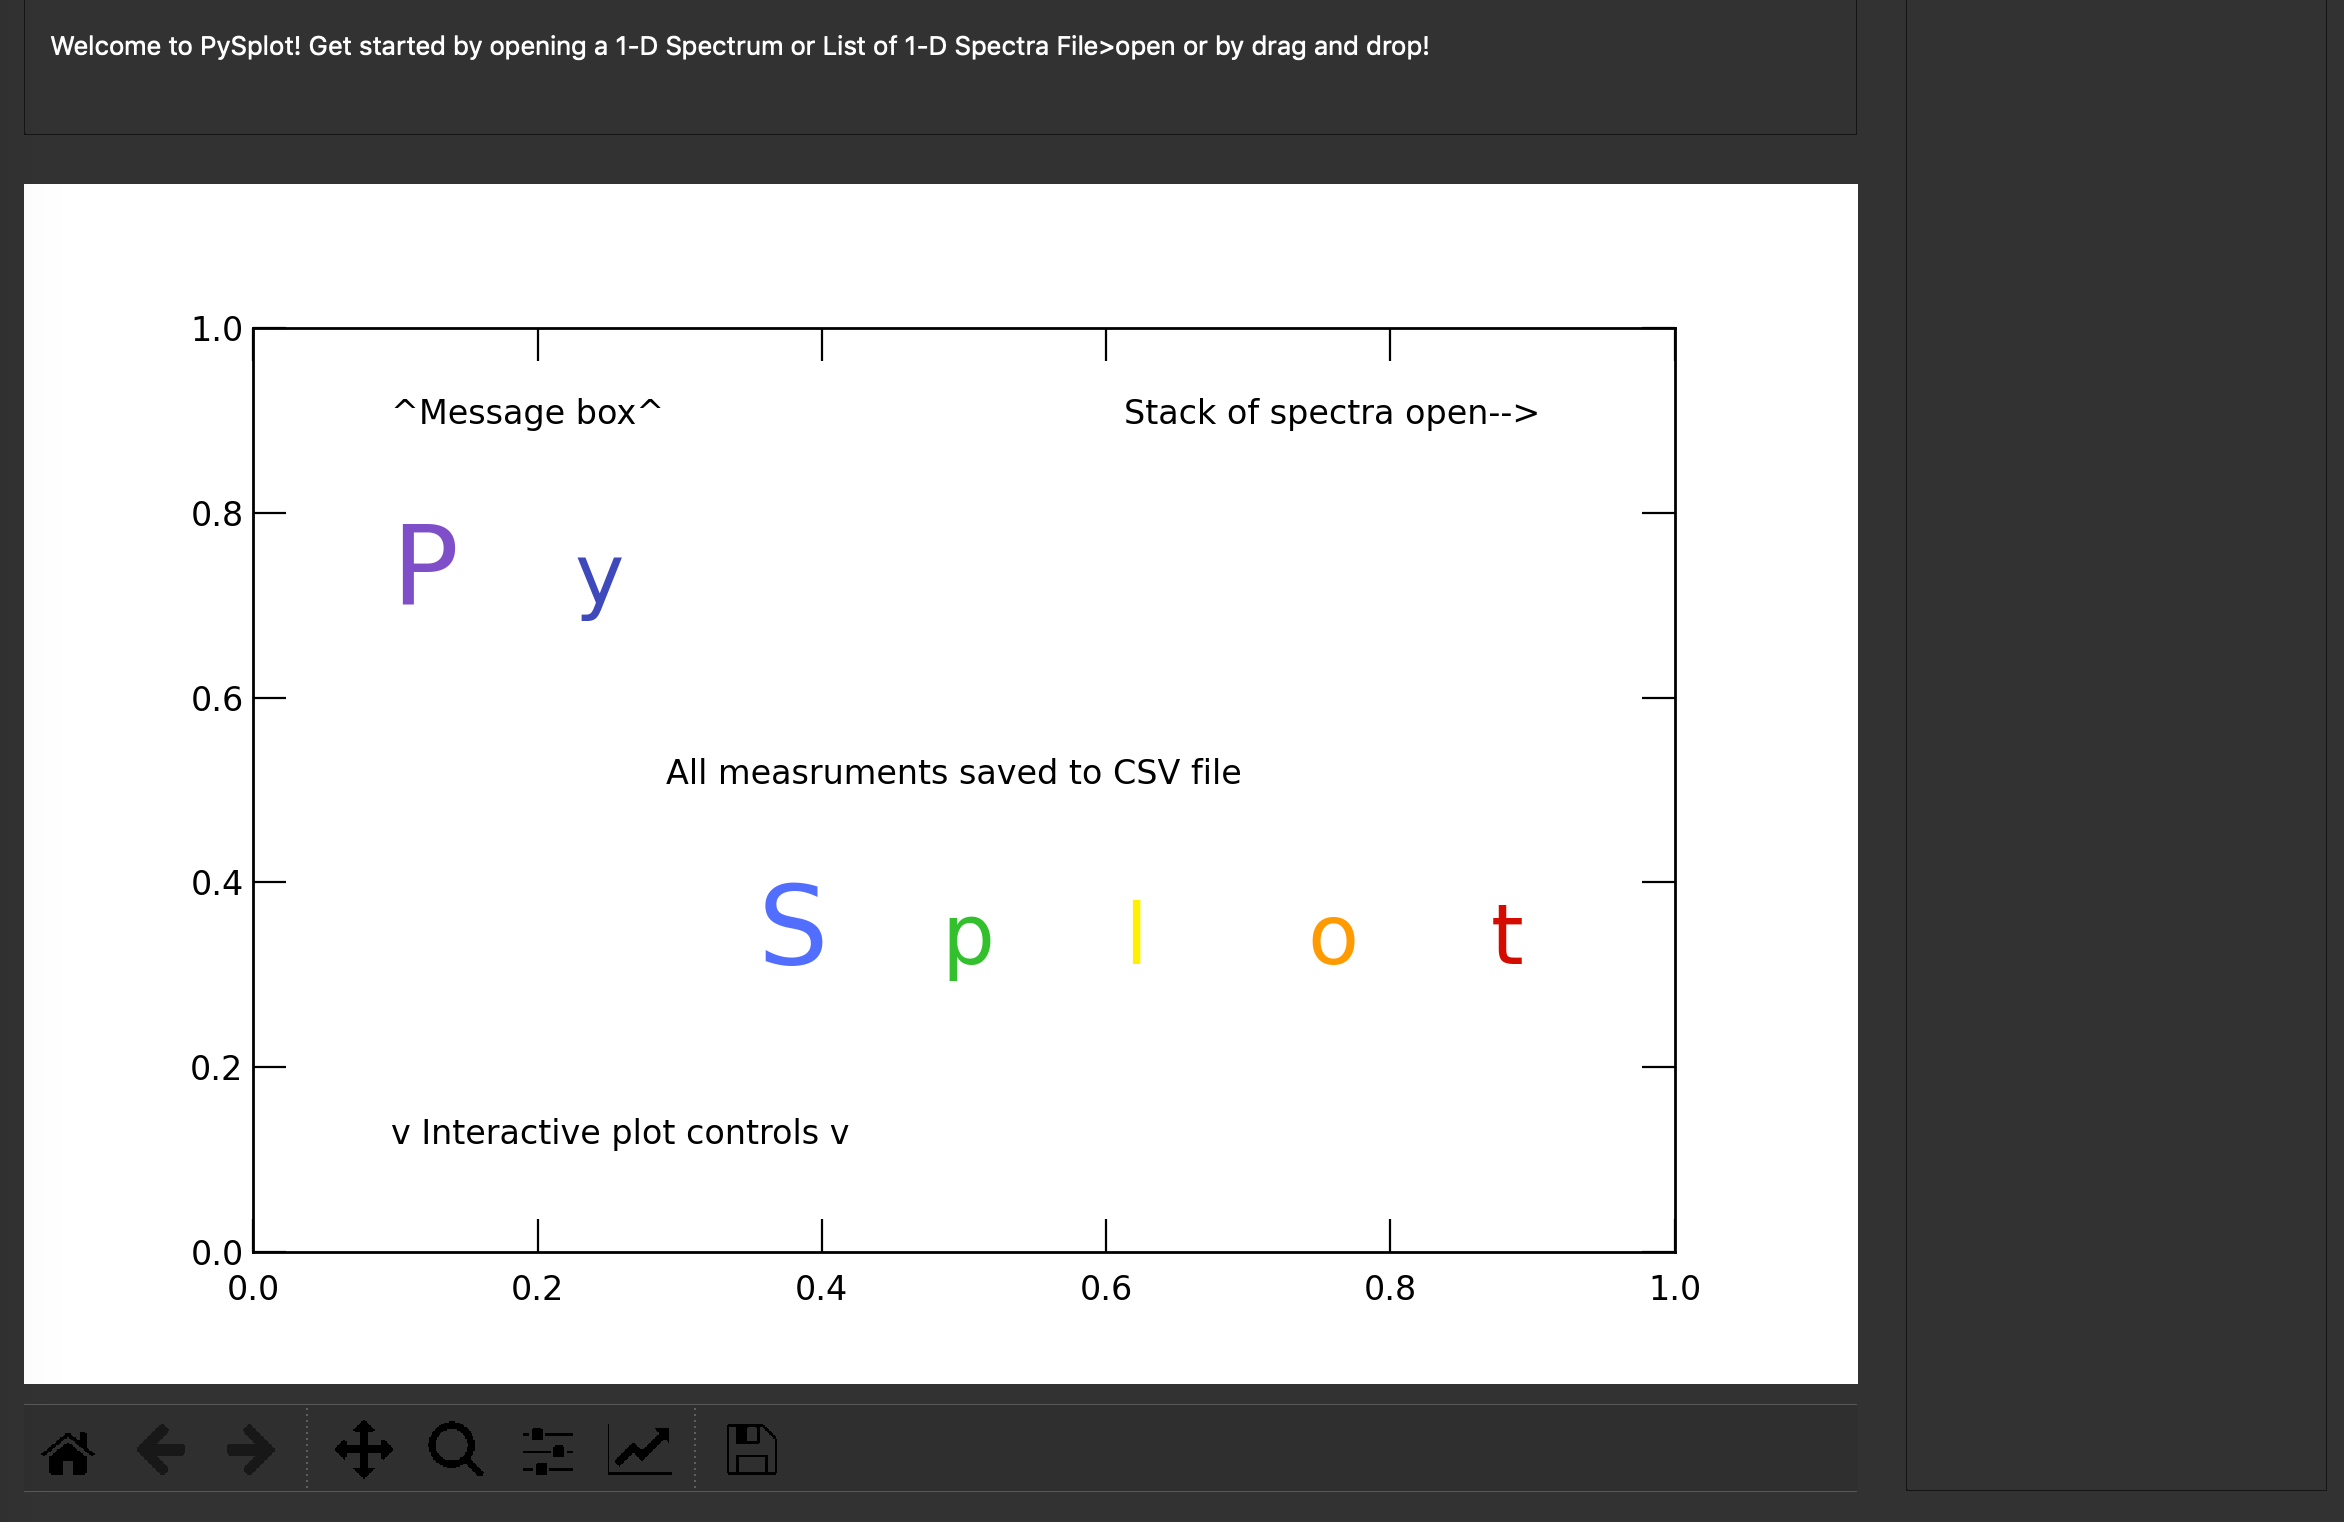 Welcome to PySplot! Get started by opening a 1-D Spectrum or List of 1-D Spectra File>open or by drag and drop!
1.0
^Message box^ Stack of spectra open-->
0.8
P y
0.6
All measruments saved to CSV file
0.4
S p l o t
0.2
v Interactive plot controls v
0.0
0.0 0.2 0.4 0.6 0.8 1.0